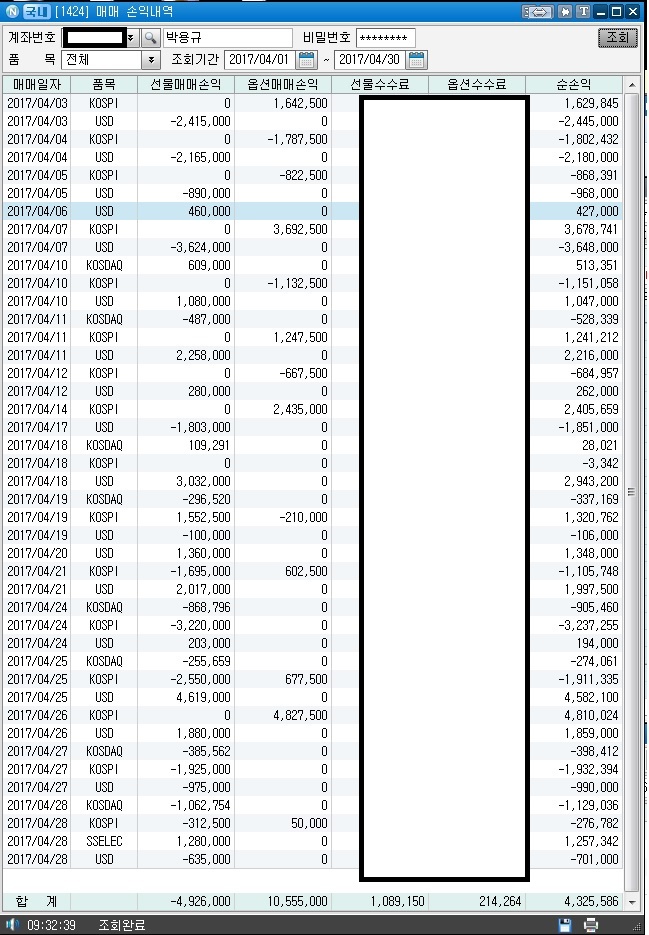 국내 [1424] 매매 손익내역
계좌번호 박용규 비밀번호 ******** 조회
품 목 전체 조회기간 2017/04/01 ~ 2017/04/30
매매일자 품목 선물매매손익 옵션매매손익 선물수수료 옵션수수료 순손익
2017/04/03 KOSPI 0 1,642,500 1,629,845
2017/04/03 USD -2,415,000 0 -2,445,000
2017/04/04 KOSPI 0 -1,787,500 -1,802,432
2017/04/04 USD -2,165,000 0 -2,180,000
2017/04/05 KOSPI 0 -822,500 -868,391
2017/04/05 USD -890,000 0 -968,000
2017/04/06 USD 460,000 0 427,000
2017/04/07 KOSPI 0 3,692,500 3,678,741
2017/04/07 USD -3,624,000 0 -3,648,000
2017/04/10 KOSDAQ 609,000 0 513,351
2017/04/10 KOSPI 0 -1,132,500 -1,151,058
2017/04/10 USD 1,080,000 0 1,047,000
2017/04/11 KOSDAQ -487,000 0 -528,339
2017/04/11 KOSPI 0 1,247,500 1,241,212
2017/04/11 USD 2,258,000 0 2,216,000
2017/04/12 KOSPI 0 -667,500 -684,957
2017/04/12 USD 280,000 0 262,000
2017/04/14 KOSPI 0 2,435,000 2,405,659
2017/04/17 USD -1,803,000 0 -1,851,000
2017/04/18 KOSDAQ 109,291 0 28,021
2017/04/18 KOSPI 0 0 -3,342
2017/04/18 USD 3,032,000 0 2,943,200
2017/04/19 KOSDAQ -296,520 0 -337,169
2017/04/19 KOSPI 1,552,500 -210,000 1,320,762
2017/04/19 USD -100,000 0 -106,000
2017/04/20 USD 1,360,000 0 1,348,000
2017/04/21 KOSPI -1,695,000 602,500 -1,105,748
2017/04/21 USD 2,017,000 0 1,997,500
2017/04/24 KOSDAQ -868,796 0 -905,460
2017/04/24 KOSPI -3,220,000 0 -3,237,255
2017/04/24 USD 203,000 0 194,000
2017/04/25 KOSDAQ -255,659 0 -274,061
2017/04/25 KOSPI -2,550,000 677,500 -1,911,335
2017/04/25 USD 4,619,000 0 4,582,100
2017/04/26 KOSPI 0 4,827,500 4,810,024
2017/04/26 USD 1,880,000 0 1,859,000
2017/04/27 KOSDAQ -385,562 0 -398,412
2017/04/27 KOSPI -1,925,000 0 -1,932,394
2017/04/27 USD -975,000 0 -990,000
2017/04/28 KOSDAQ -1,062,754 0 -1,129,036
2017/04/28 KOSPI -312,500 50,000 -276,782
2017/04/28 SSELEC 1,280,000 0 1,257,342
2017/04/28 USD -635,000 0 -701,000
합 계 -4,926,000 10,555,000 1,089,150 214,264 4,325,586
09:32:39 조회완료